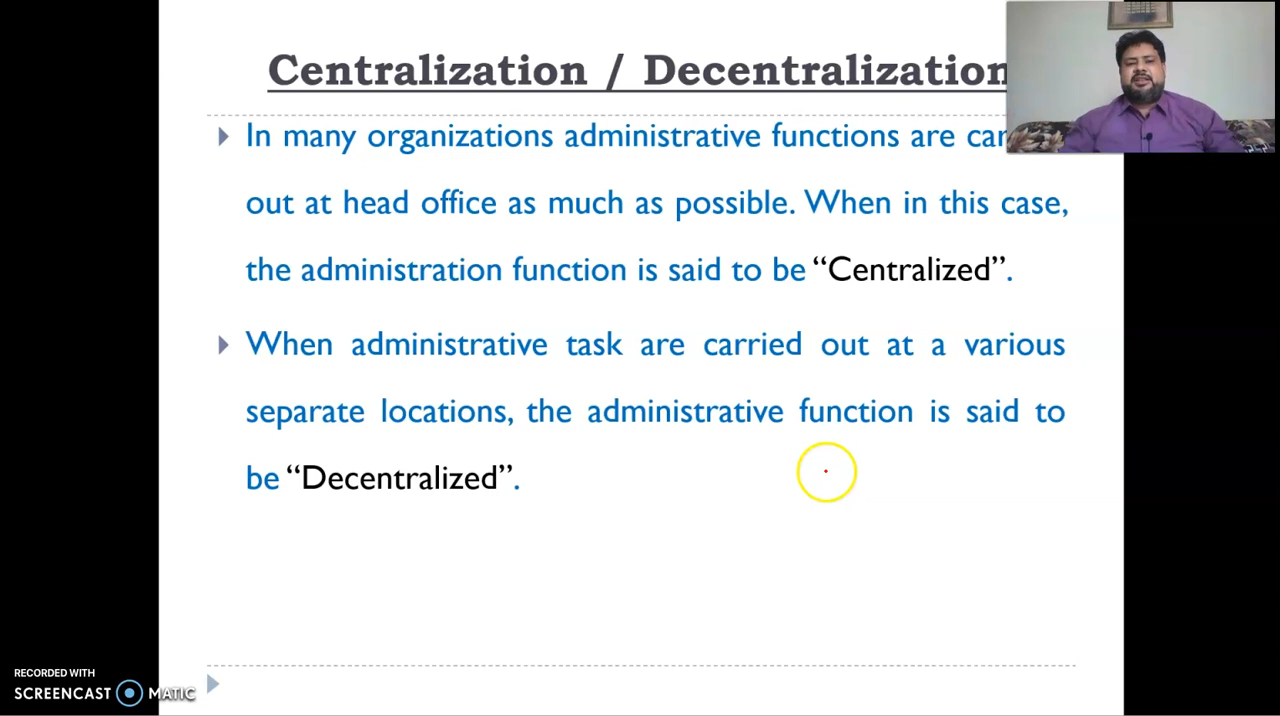 Centralization / Decentralization
In many organizations administrative functions are
out at head office as much as possible. When in this case,
the administration function is said to be “Centralized”.
When administrative task are carried out at a various
separate locations, the administrative function is said to
be “Decentralized”.
RECORDED WITH
SCREENCAST MATIC